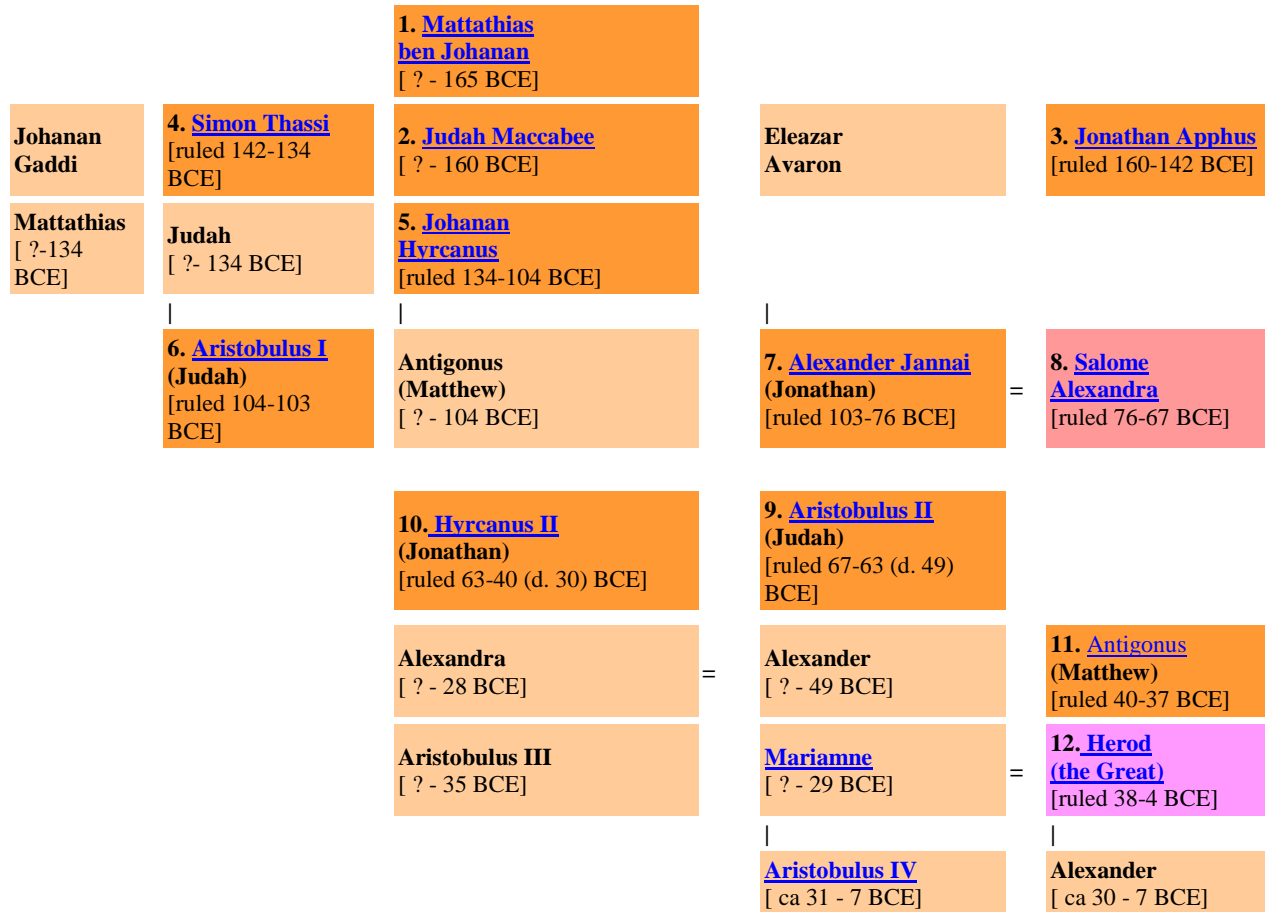 1. Mattathias
ben Johanan
[ ? - 165 BCE]
Johanan
Gaddi
4. Simon Thassi
[ruled 142-134
BCE]
2. Judah Maccabee
[ ? - 160 BCE]
Eleazar
Avaron
3. Jonathan Apphus
[ruled 160-142 BCE]
Mattathias
[ ?-134
BCE]
Judah
[ ?- 134 BCE]
5. Johanan
Hyrcanus
[ruled 134-104 BCE]
| | |
6. Aristobulus I
(Judah)
[ruled 104-103
BCE]
Antigonus
(Matthew)
[ ? - 104 BCE]
7. Alexander Jannai
(Jonathan)
[ruled 103-76 BCE]
=
8. Salome
Alexandra
[ruled 76-67 BCE]
10. Hyrcanus II
(Jonathan)
[ruled 63-40 (d. 30) BCE]
9. Aristobulus II
(Judah)
[ruled 67-63 (d. 49)
BCE]
Alexandra
[ ? - 28 BCE]
=
Alexander
[ ? - 49 BCE]
11. Antigonus
(Matthew)
[ruled 40-37 BCE]
Aristobulus III
[ ? - 35 BCE]
Mariamne
[ ? - 29 BCE]
=
12. Herod
(the Great)
[ruled 38-4 BCE]
| |
Aristobulus IV
[ ca 31 - 7 BCE]
Alexander
[ ca 30 - 7 BCE]